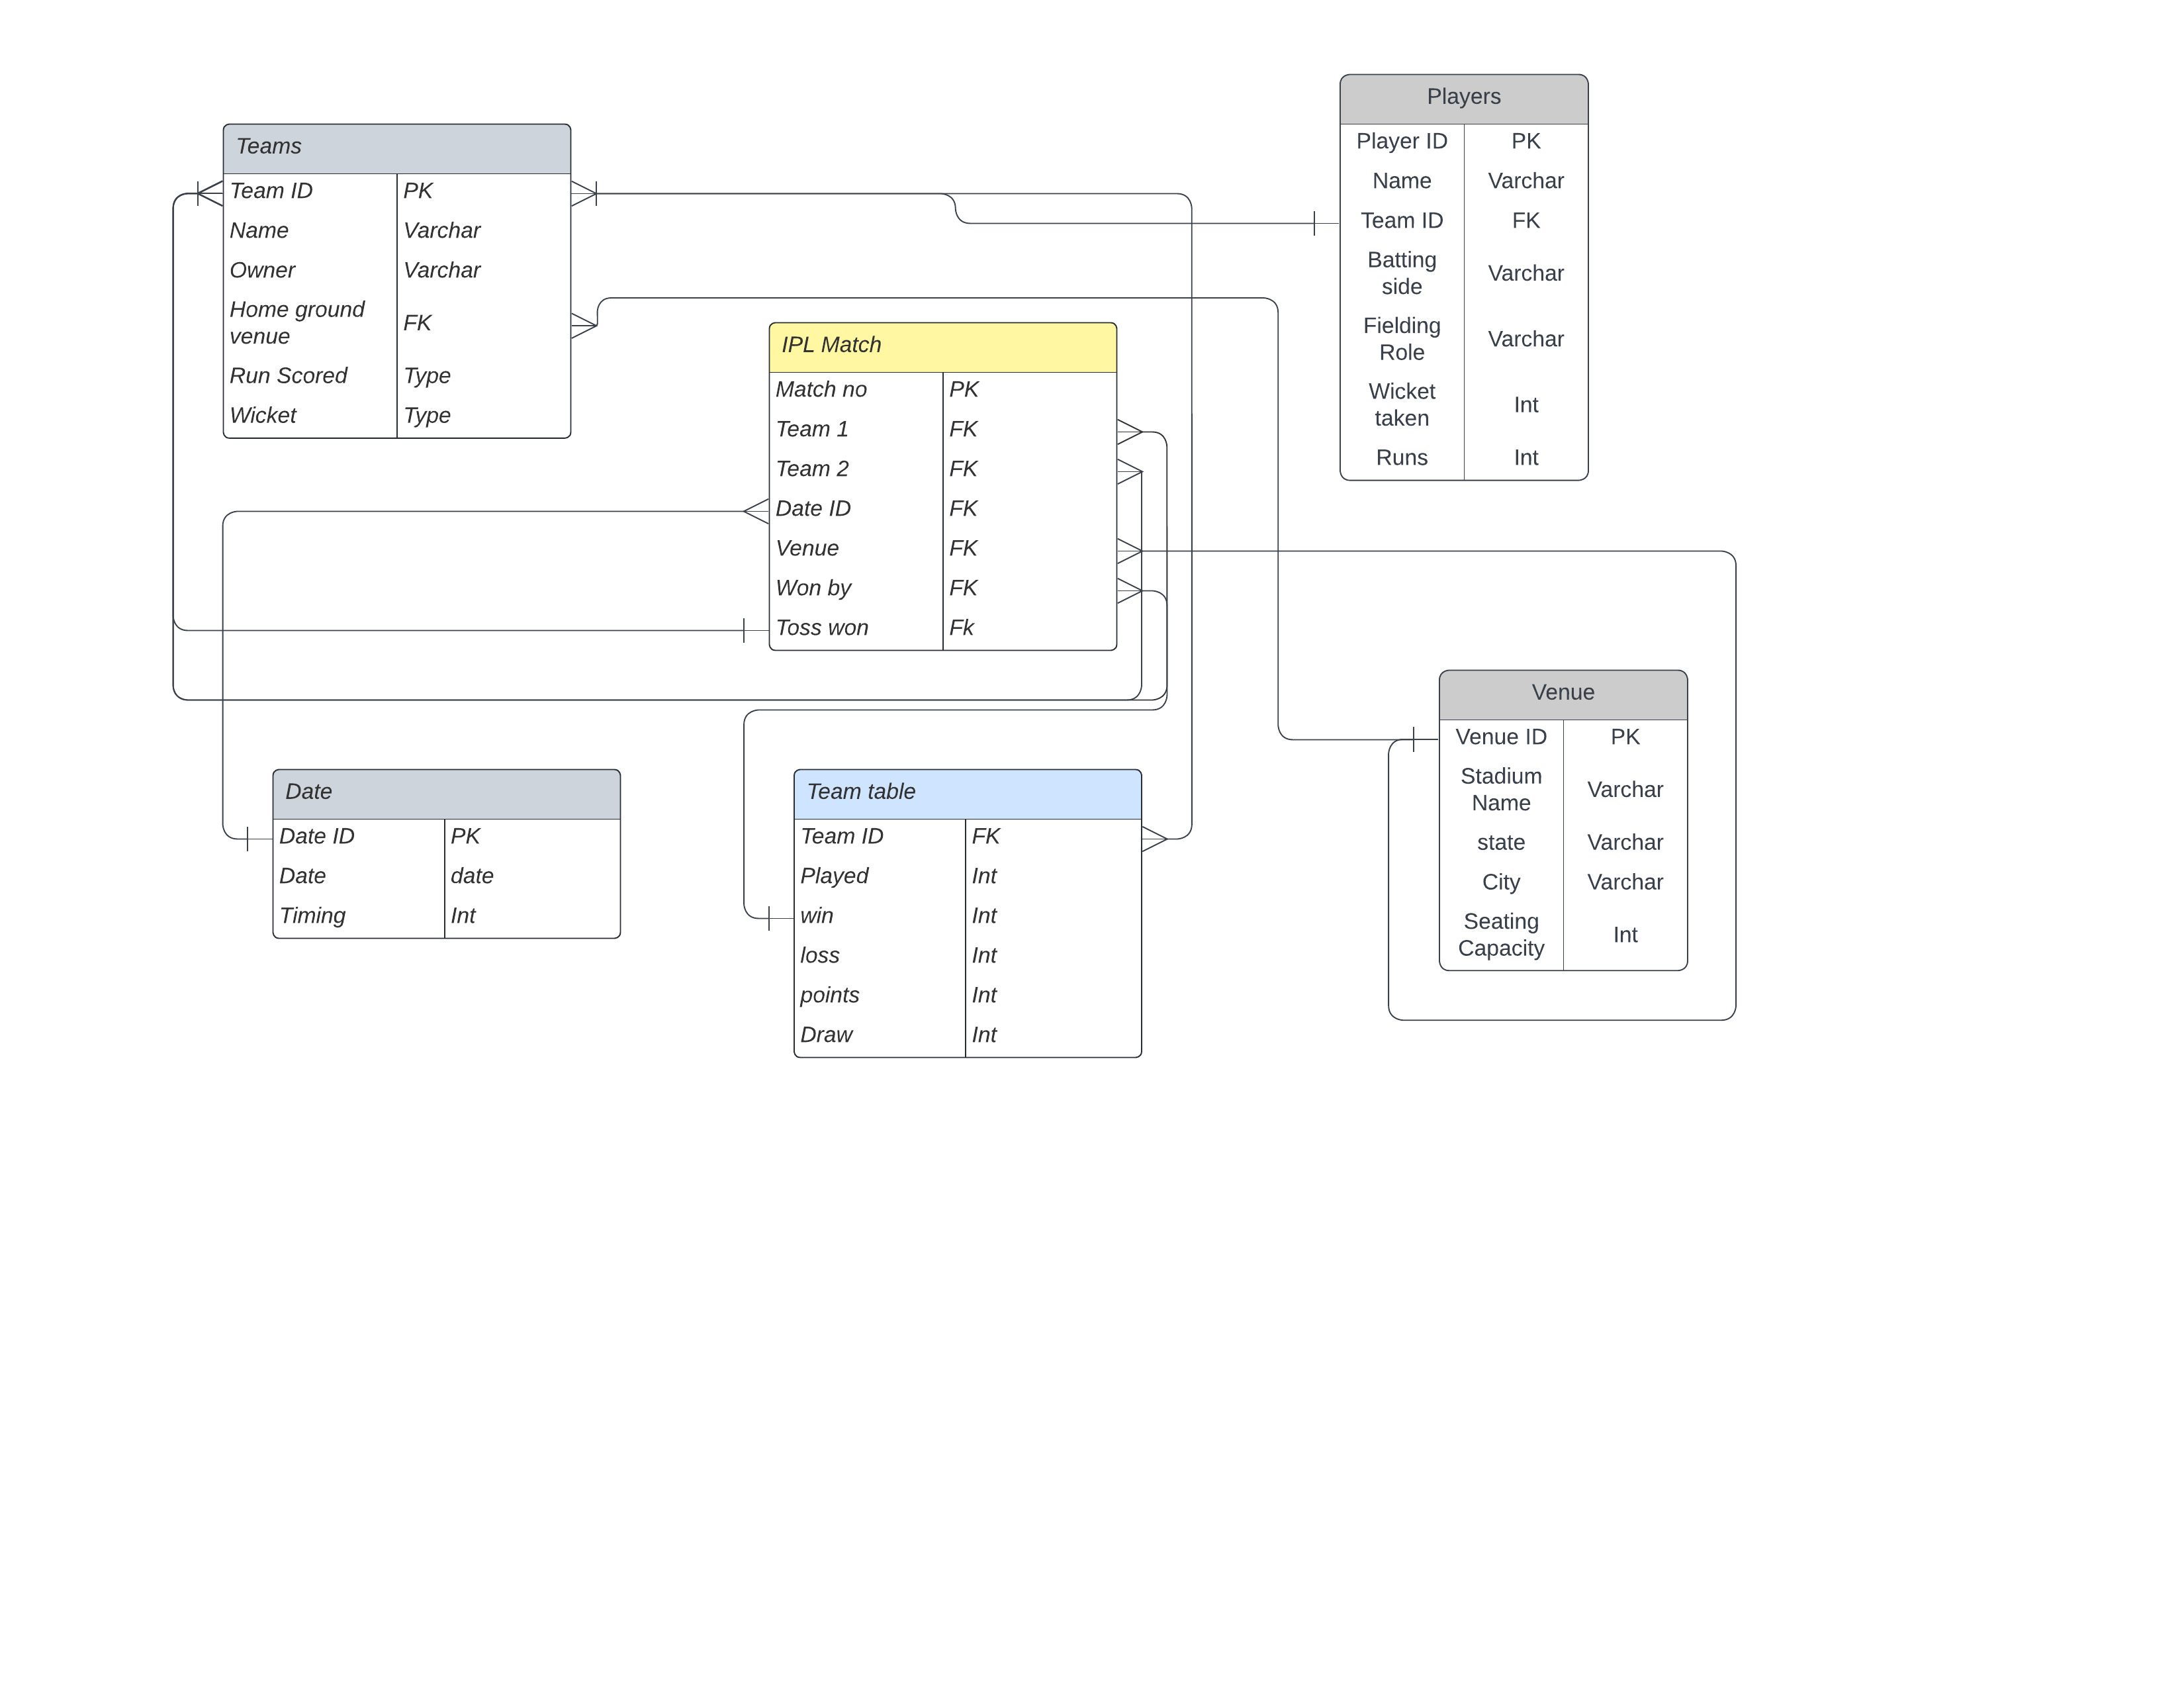 Players
Player ID PK
Name Varchar
Team ID FK
Batting
side
Varchar
Fielding
Role
Varchar
Wicket
taken
Int
Runs Int
Teams
Team ID PK
Name Varchar
Owner Varchar
Home ground
venue
FK
Run Scored Type
Wicket Type
IPL Match
Match no PK
Team 1 FK
Team 2 FK
Date ID FK
Venue FK
Won by FK
Toss won Fk
Venue
Venue ID PK
Stadium
Name
Varchar
state Varchar
City Varchar
Seating
Capacity
Int
Date
Date ID PK
Date date
Timing Int
Team table
Team ID FK
Played Int
win Int
loss Int
points Int
Draw Int